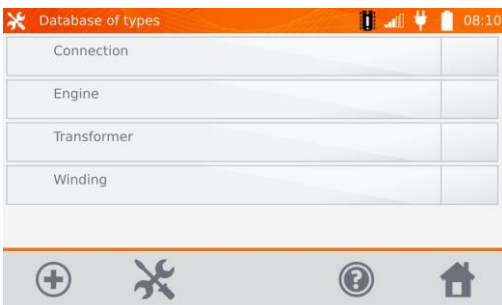 Database of types
08:10
Connection
Engine
Transformer
Winding